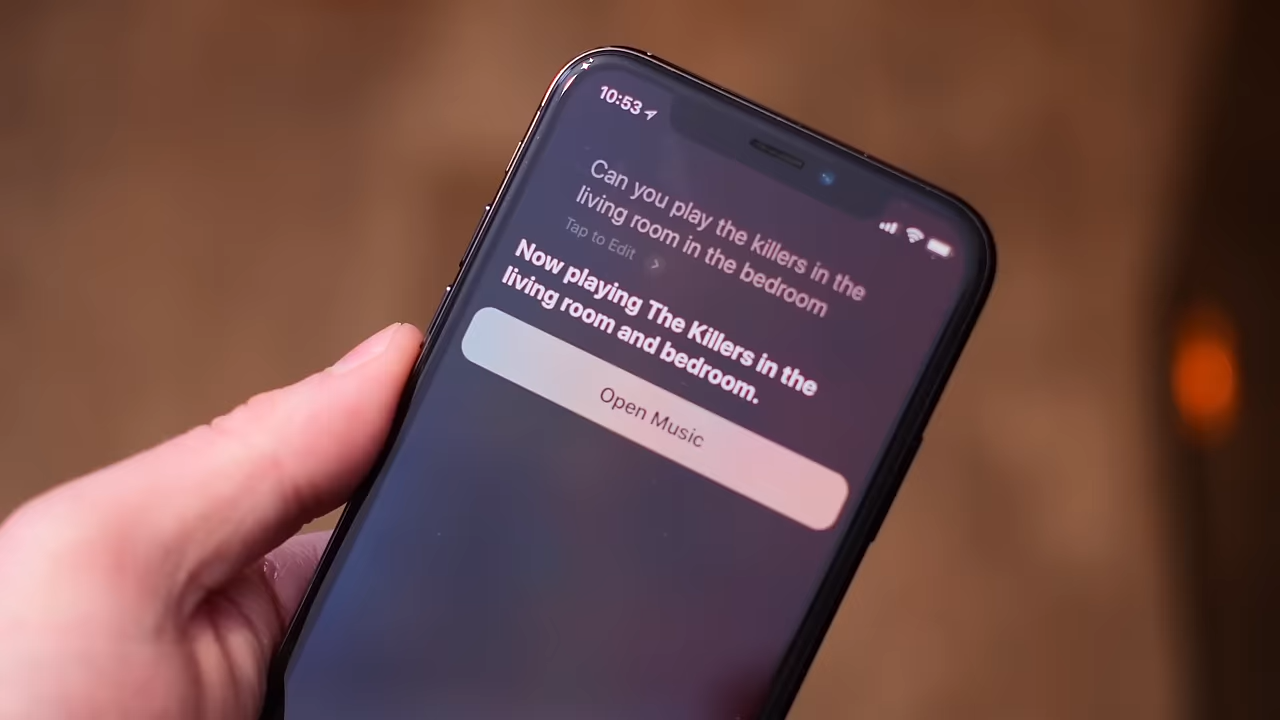 10:53
Can you play the killers in the
living room in the bedroom
Tap to Edit
Now playing The Killers in the
living room and bedroom.
Open Music